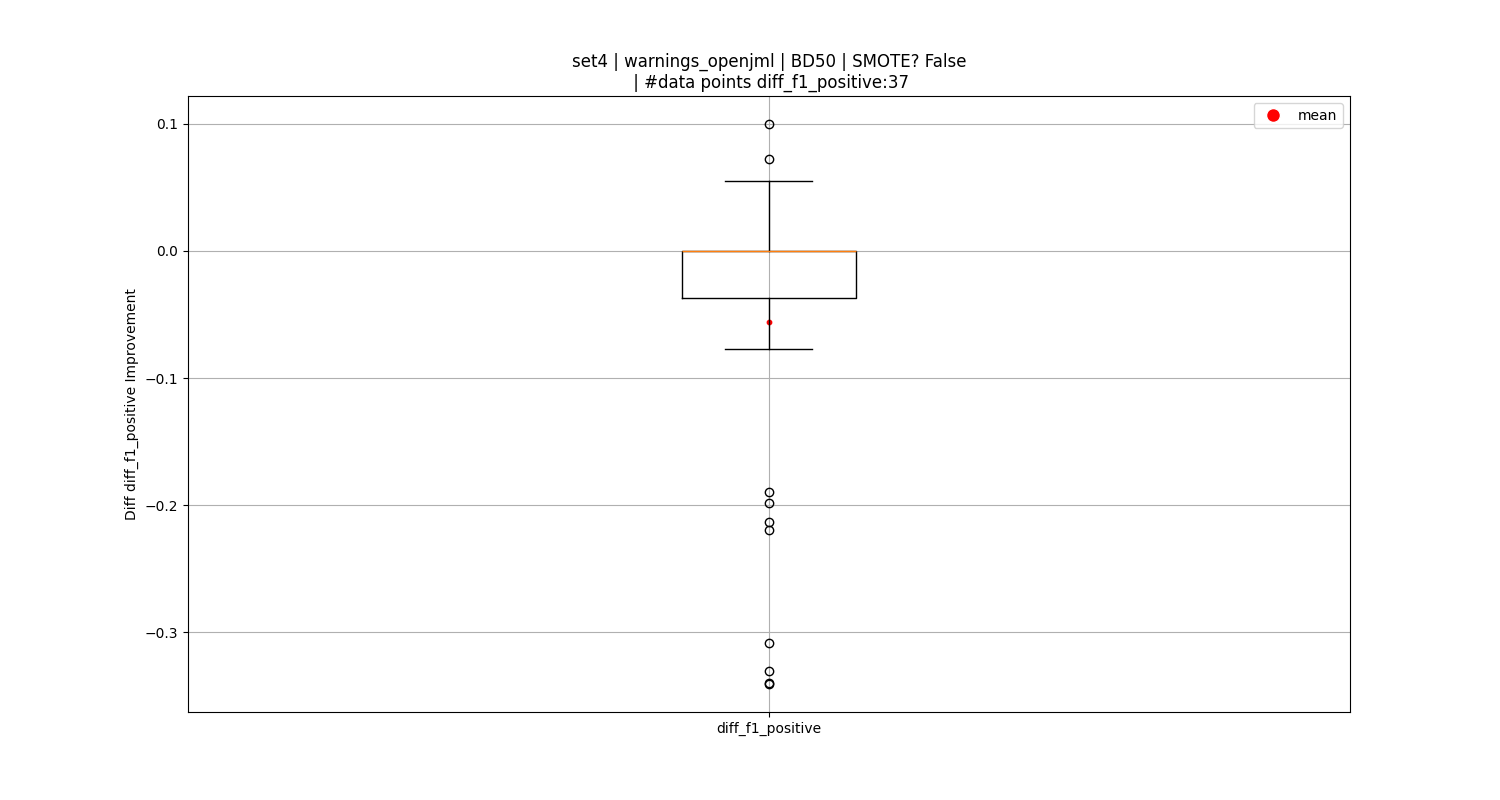 set4 | warnings_openjml | BD50 | SMOTE? False
| #data points diff_f1_positive:37
mean
0.1
0.0
−0.1
−0.2
−0.3
Diff diff_f1_positive Improvement
diff_f1_positive